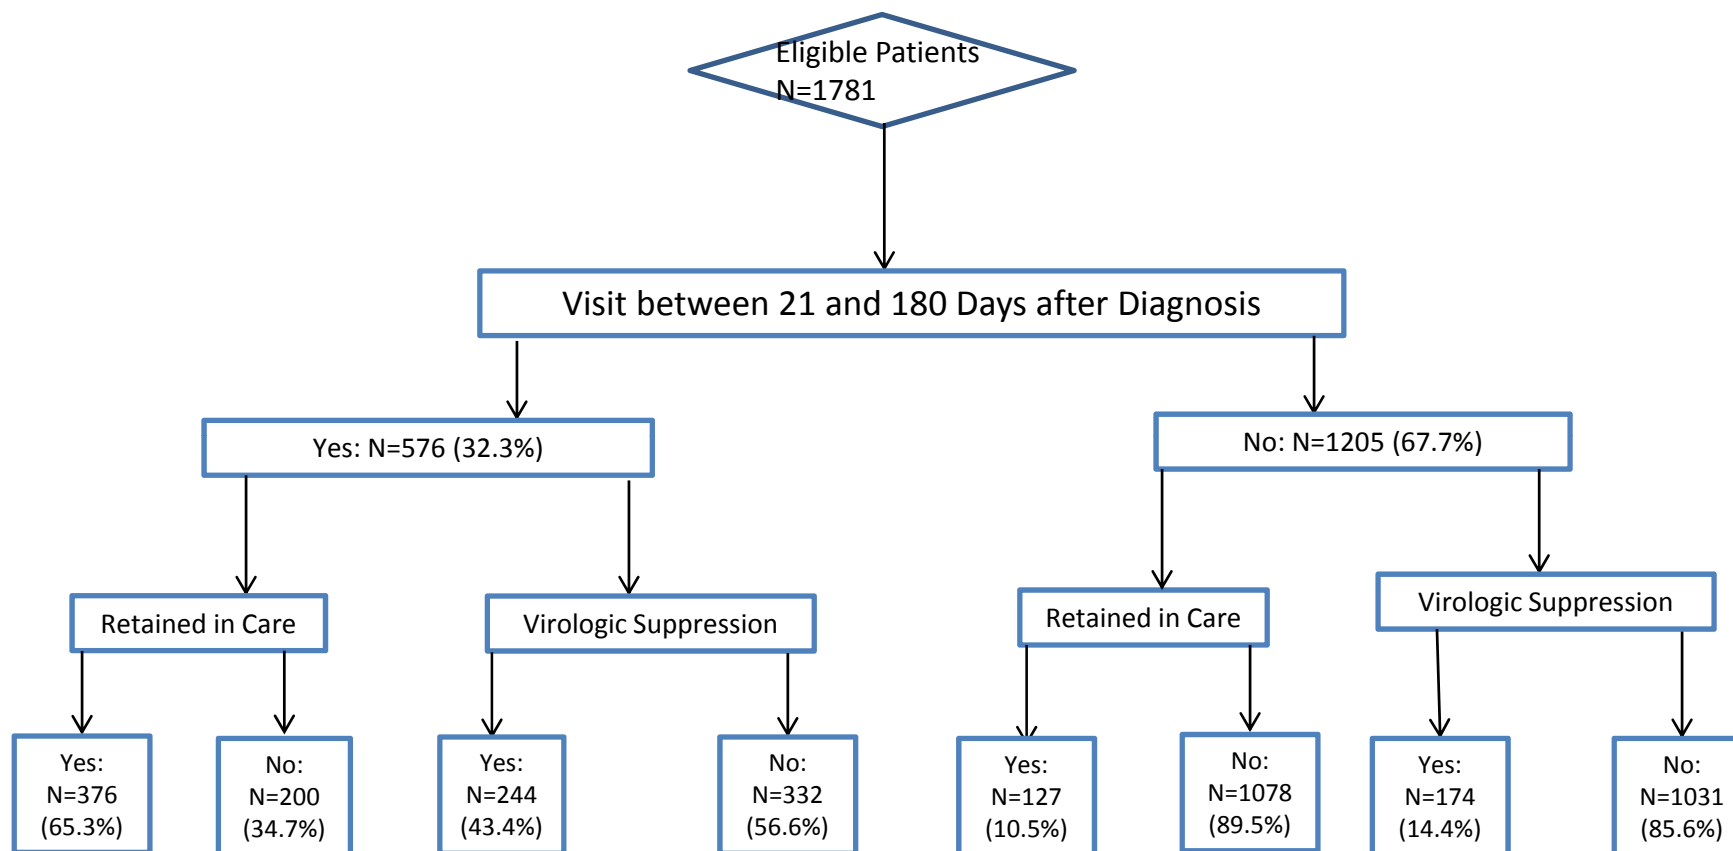 Eligible Patients
N=1781
Visit between 21 and 180 Days after Diagnosis
Yes: N=576 (32.3%)
No: N=1205 (67.7%)
Retained in Care
Virologic Suppression
Retained in Care
Virologic Suppression
Yes:
N=376
(65.3%)
No:
N=200
(34.7%)
Yes:
N=244
(43.4%)
No:
N=332
(56.6%)
Yes:
N=127
(10.5%)
No:
N=1078
(89.5%)
Yes:
N=174
(14.4%)
No:
N=1031
(85.6%)